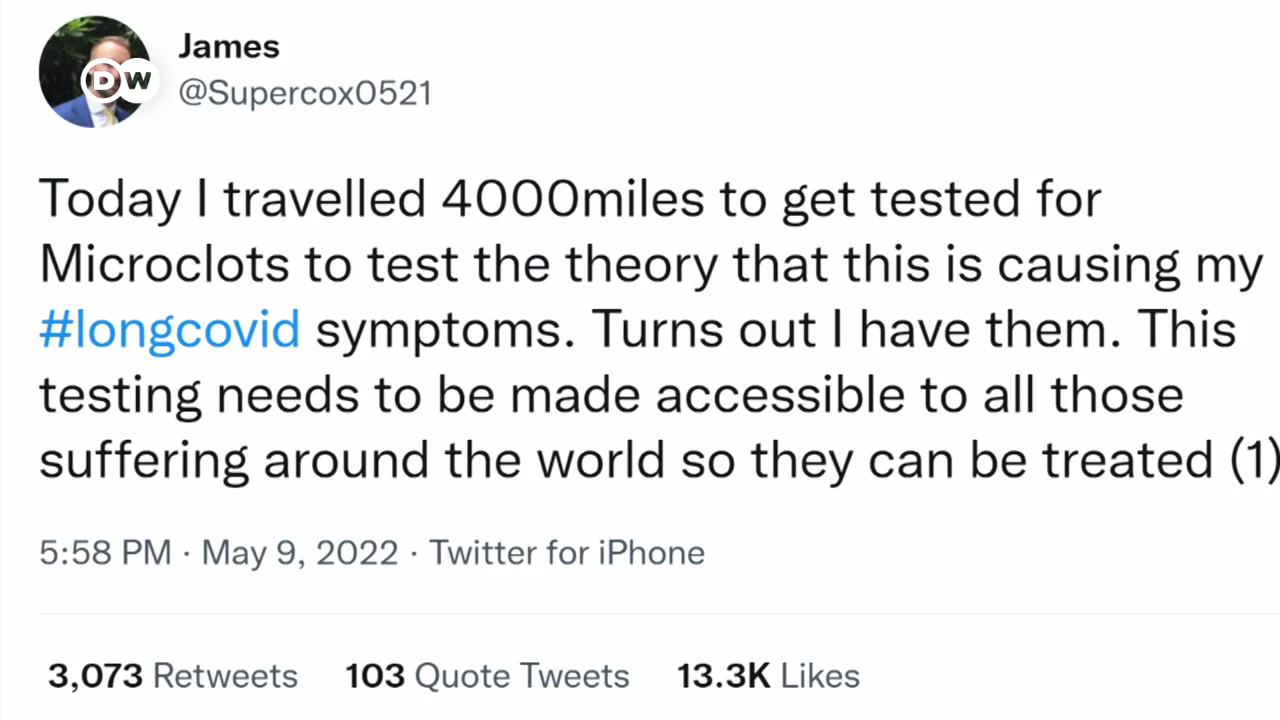 DW
James
@Supercox0521
Today I travelled 4000miles to get tested for
Microclots to test the theory that this is causing my
#longcovid symptoms. Turns out I have them. This
testing needs to be made accessible to all those
suffering around the world so they can be treated (1)
5:58 PM · May 9, 2022 · Twitter for iPhone
3,073 Retweets 103 Quote Tweets 13.3K Likes